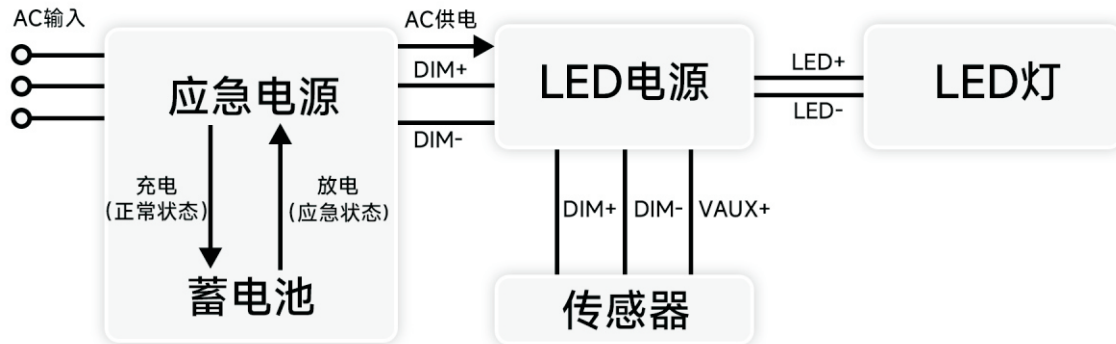 AC输入
AC供电
DIM+
DIM-
应急电源
充电
(正常状态)
放电
(应急状态)
蓄电池
LED电源
LED+
LED-
LED灯
DIM+
DIM-
VAUX+
传感器